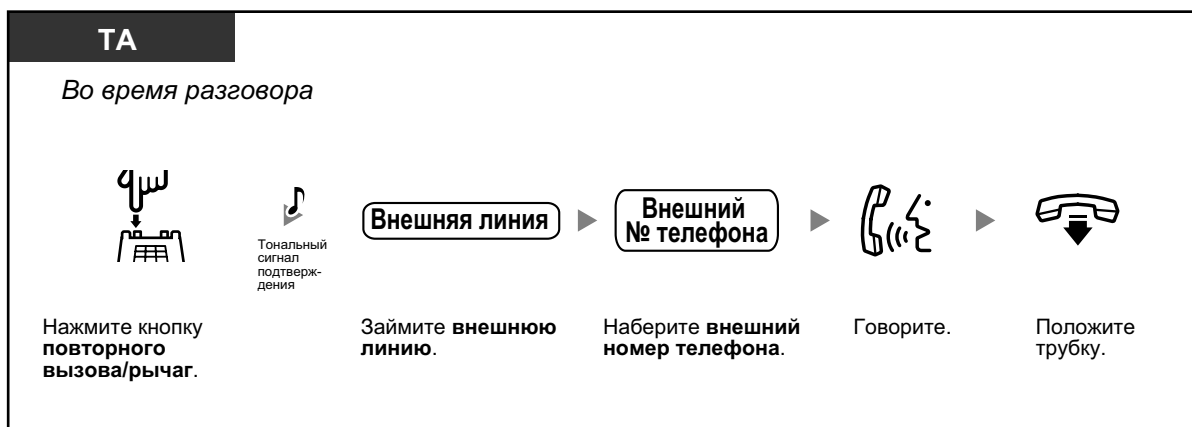 ТА
Во время разговора
Тональный
сигнал
подтверж-
дения
Внешняя линия
Внешний
№ телефона
Нажмите кнопку
повторного
вызова/рычаг.
Займите внешнюю
линию.
Наберите внешний
номер телефона.
Говорите.
Положите
трубку.